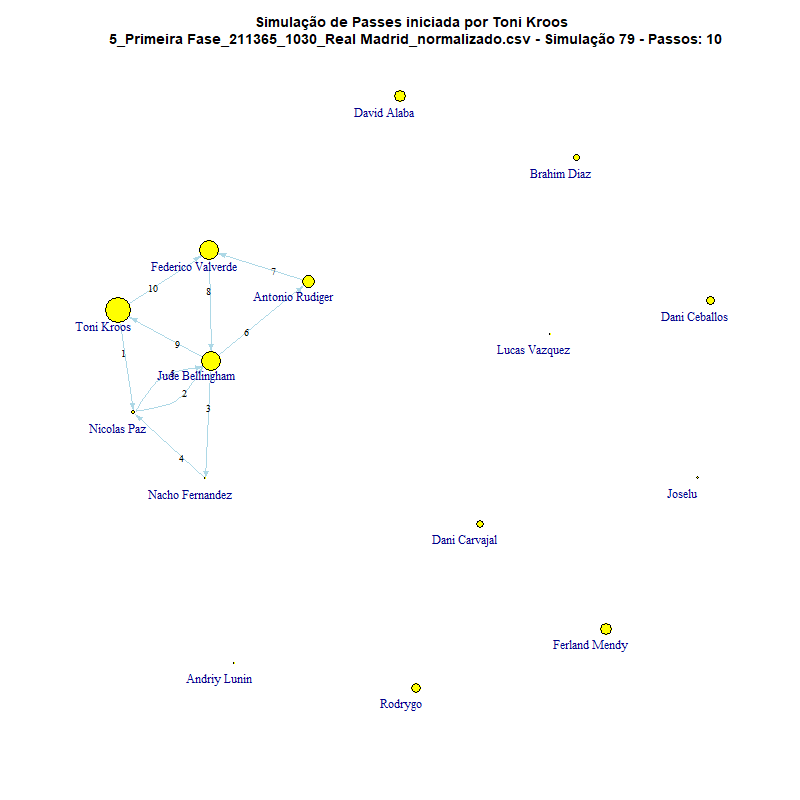 Simulação de Passes iniciada por Toni Kroos
5_Primeira Fase_211365_1030_Real Madrid_normalizado.csv - Simulação 79 - Passos: 10
David Alaba
Brahim Diaz
Federico Valverde
7
10
8
Antonio Rudiger
Toni Kroos
Dani Ceballos
6
9
1
Lucas Vazquez
5
Jude Bellingham
2
3
Nicolas Paz
4
Nacho Fernandez
Joselu
Dani Carvajal
Ferland Mendy
Andriy Lunin
Rodrygo